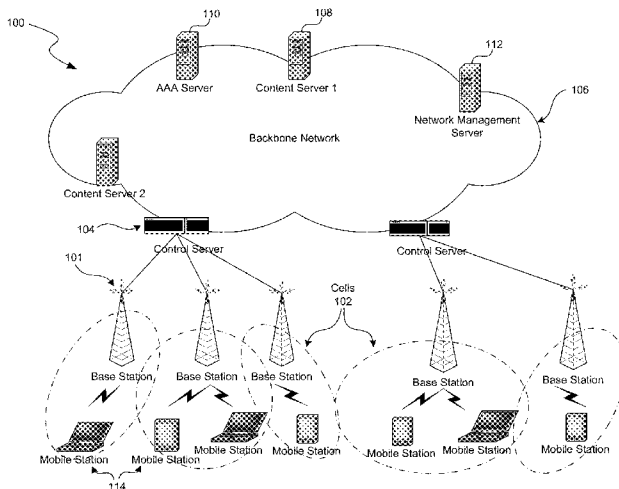 100
110
108
112
AAA Server
Content Server 1
106
Network Management
Server
Backbone Network
Content Server 2
104
Control Server
Control Server
101
Cells
102
Base Station
Base Station
Base Station
Base Station
Base Station
Mobile Station
Mobile Station
Mobile Station
Mobile Station
Mobile Station
Mobile Station
Mobile Station
114